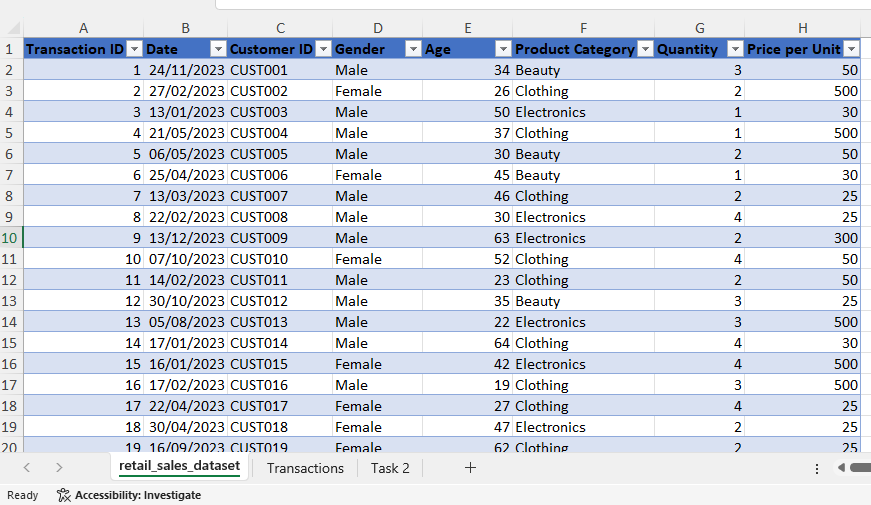 A B C D E F G H
1 Transaction ID Date Customer ID Gender Age Product Category Quantity Price per Unit
2 1 24/11/2023 CUST001 Male 34 Beauty 3 50
3 2 27/02/2023 CUST002 Female 26 Clothing 2 500
4 3 13/01/2023 CUST003 Male 50 Electronics 1 30
5 4 21/05/2023 CUST004 Male 37 Clothing 1 500
6 5 06/05/2023 CUST005 Male 30 Beauty 2 50
7 6 25/04/2023 CUST006 Female 45 Beauty 1 30
8 7 13/03/2023 CUST007 Male 46 Clothing 2 25
9 8 22/02/2023 CUST008 Male 30 Electronics 4 25
10 9 13/12/2023 CUST009 Male 63 Electronics 2 300
11 10 07/10/2023 CUST010 Female 52 Clothing 4 50
12 11 14/02/2023 CUST011 Male 23 Clothing 2 50
13 12 30/10/2023 CUST012 Male 35 Beauty 3 25
14 13 05/08/2023 CUST013 Male 22 Electronics 3 500
15 14 17/01/2023 CUST014 Male 64 Clothing 4 30
16 15 16/01/2023 CUST015 Female 42 Electronics 4 500
17 16 17/02/2023 CUST016 Male 19 Clothing 3 500
18 17 22/04/2023 CUST017 Female 27 Clothing 4 25
19 18 30/04/2023 CUST018 Female 47 Electronics 2 25
20 19 16/09/2023 CUST019 Female 62 Clothing 2 25
retail_sales_dataset Transactions Task 2
Ready Accessibility: Investigate